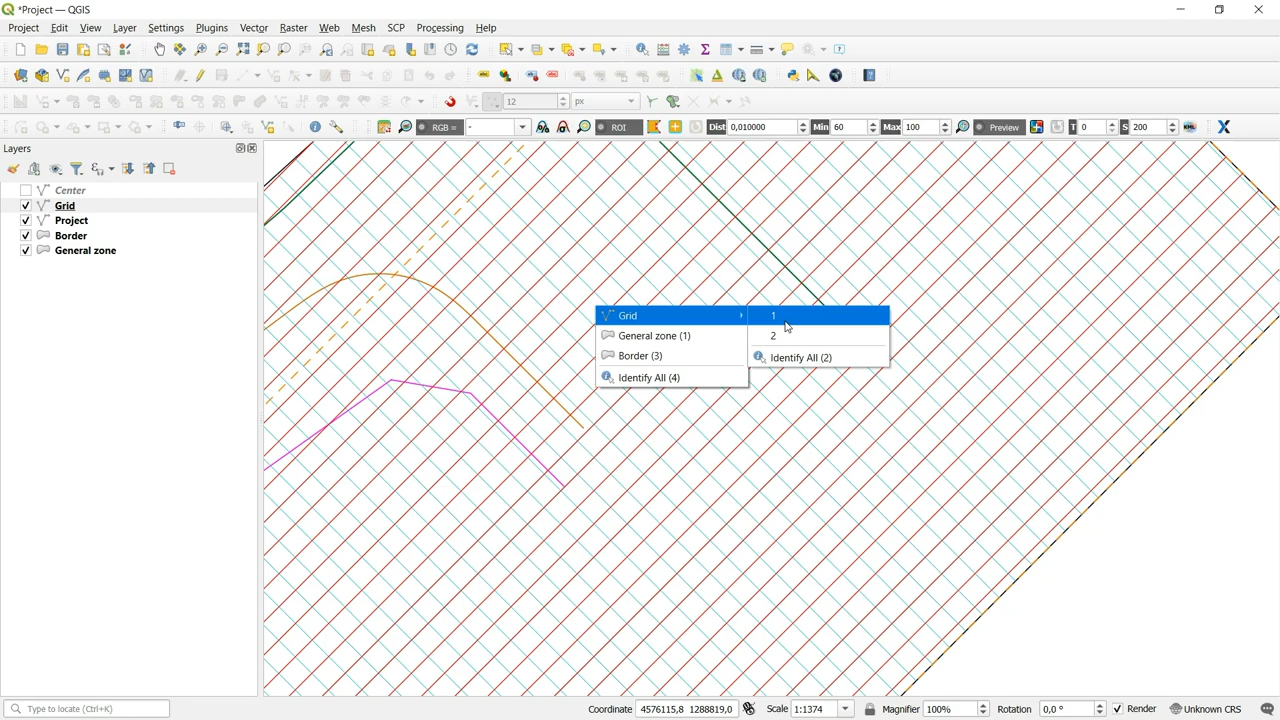 *Project — QGIS
Project Edit View Layer Settings Plugins Vector Raster Web Mesh SCP Processing Help
12 px
RGB = - ROI Dist 0,010000 Min 60 Max 100 Preview T 0 S 200
Layers
Center
Grid
Project
Border
General zone
Grid
General zone (1)
Border (3)
Identify All (4)
1
2
Identify All (2)
Type to locate (Ctrl+K) Coordinate 4576115,8 1288819,0 Scale 1:1374 Magnifier 100% Rotation 0,0 ° Render Unknown CRS